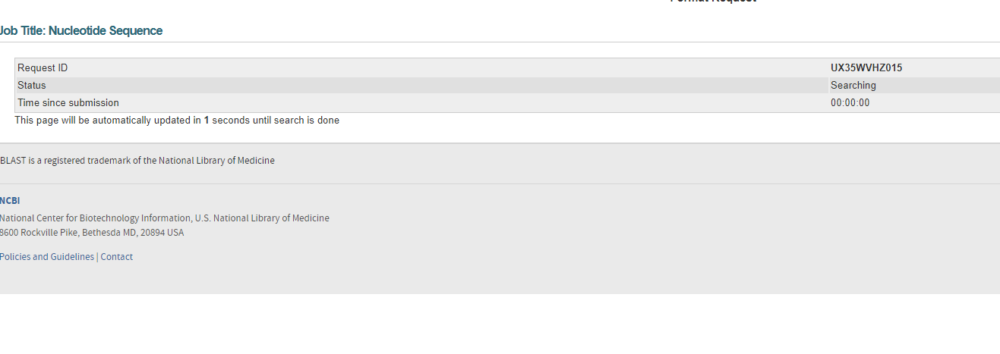 Format Request
Job Title: Nucleotide Sequence
Request ID UX35WVHZ015
Status Searching
Time since submission 00:00:00
This page will be automatically updated in 1 seconds until search is done
BLAST is a registered trademark of the National Library of Medicine
NCBI
National Center for Biotechnology Information, U.S. National Library of Medicine
8600 Rockville Pike, Bethesda MD, 20894 USA
Policies and Guidelines | Contact